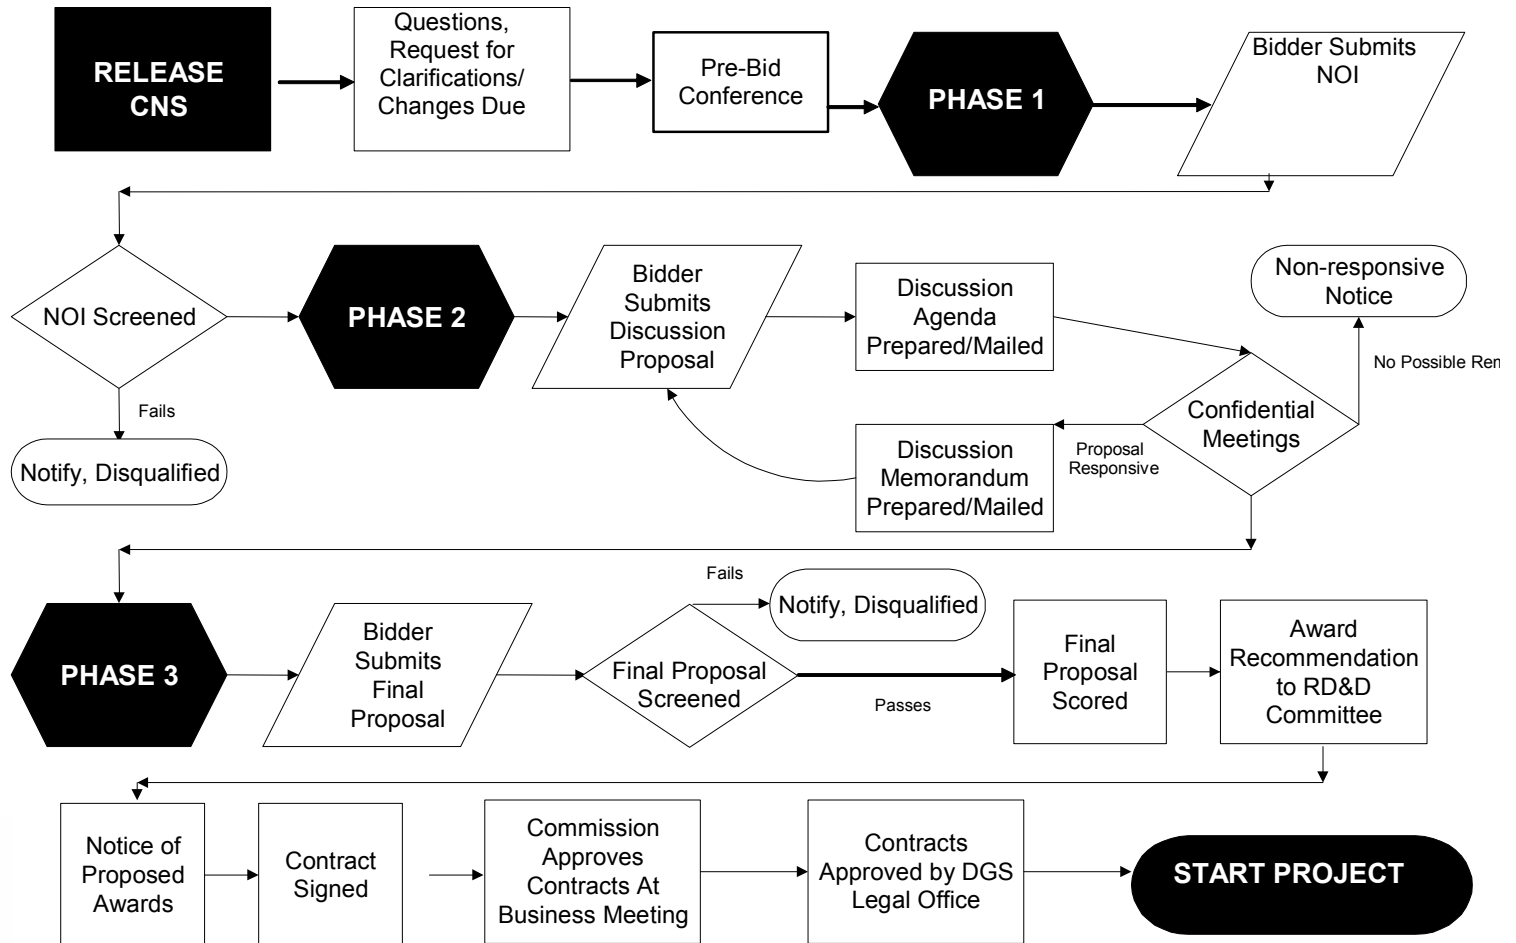 RELEASE
CNS
Questions,
Request for
Clarifications/
Changes Due
Pre-Bid
Conference
PHASE 1
Bidder Submits
NOI
NOI Screened
Fails
Notify, Disqualified
PHASE 2
Bidder
Submits
Discussion
Proposal
Discussion
Agenda
Prepared/Mailed
Non-responsive
Notice
No Possible
Confidential
Meetings
Proposal
Responsive
Discussion
Memorandum
Prepared/Mailed
PHASE 3
Bidder
Submits
Final
Proposal
Final Proposal
Screened
Fails
Notify, Disqualified
Passes
Final
Proposal
Scored
Award
Recommendation
to RD&D
Committee
Notice of
Proposed
Awards
Contract
Signed
Commission
Approves
Contracts At
Business Meeting
Contracts
Approved by DGS
Legal Office
START PROJECT